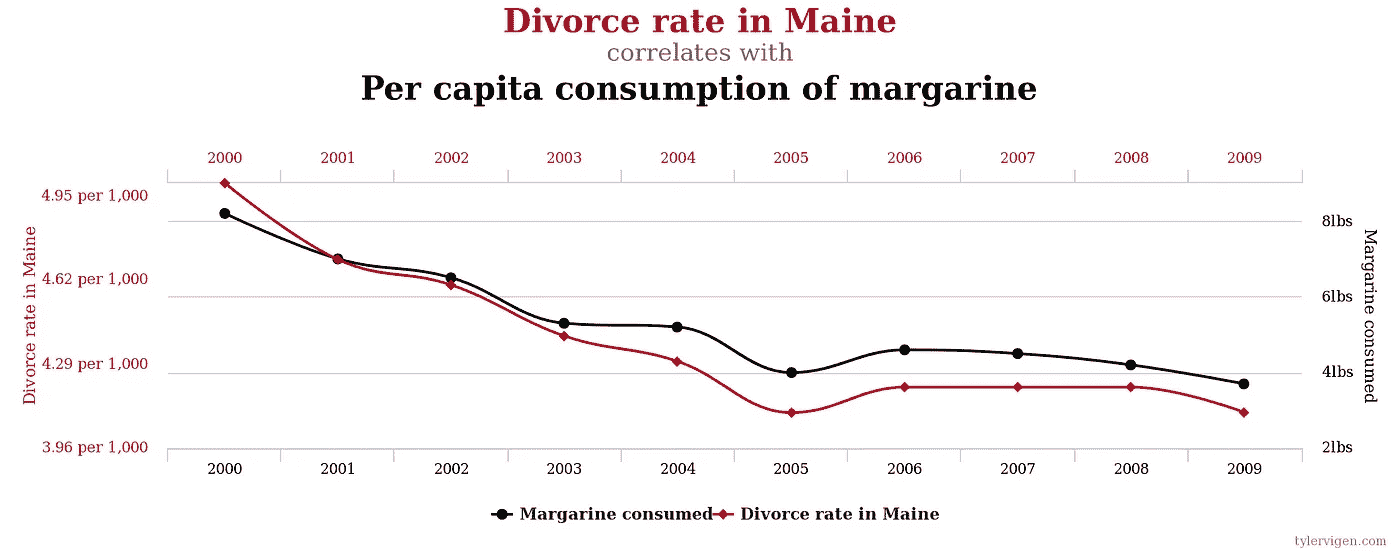 Divorce rate in Maine
correlates with
Per capita consumption of margarine
2000 2001 2002 2003 2004 2005 2006 2007 2008 2009
4.95 per 1,000
4.62 per 1,000
4.29 per 1,000
3.96 per 1,000
Divorce rate in Maine
8lbs
6lbs
4lbs
2lbs
Margarine consumed
2000 2001 2002 2003 2004 2005 2006 2007 2008 2009
Margarine consumed Divorce rate in Maine
tylervigen.com